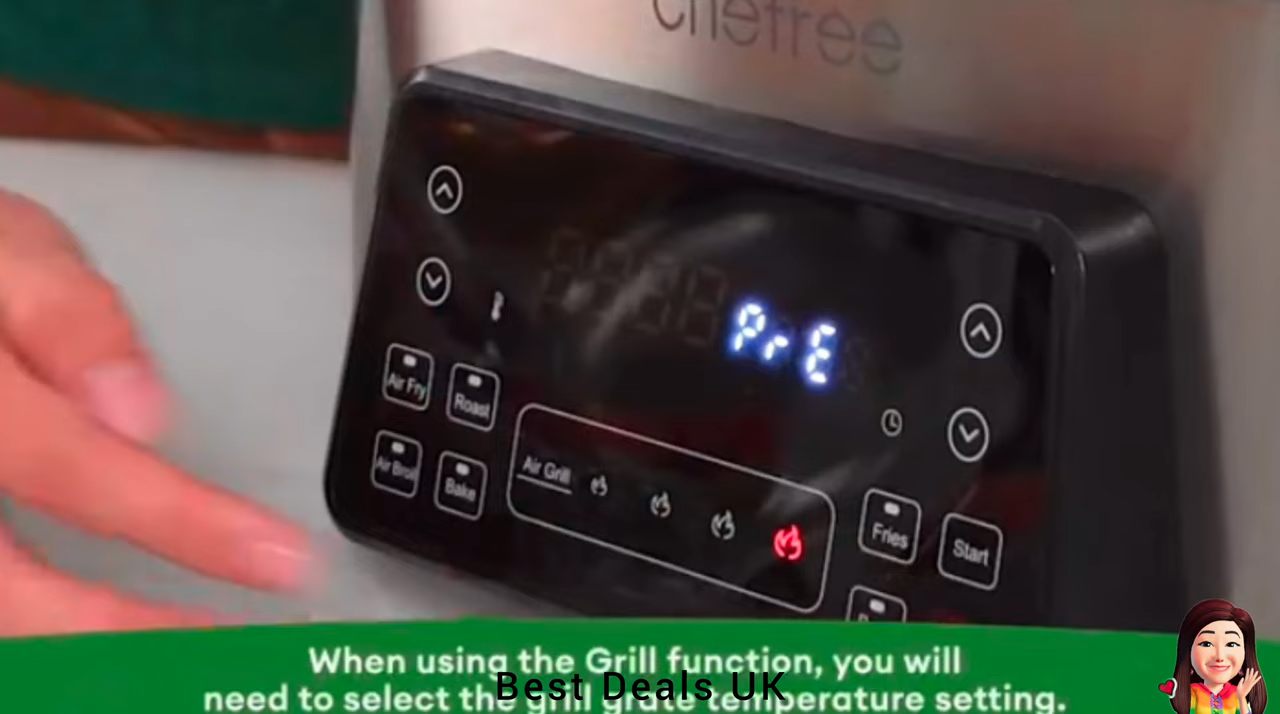 chefree
PrE
Air Fry
Roast
Air Broil
Bake
Air Grill
Fries
Start
When using the Grill function, you will
need to select the grill grate temperature setting.
Best Deals UK